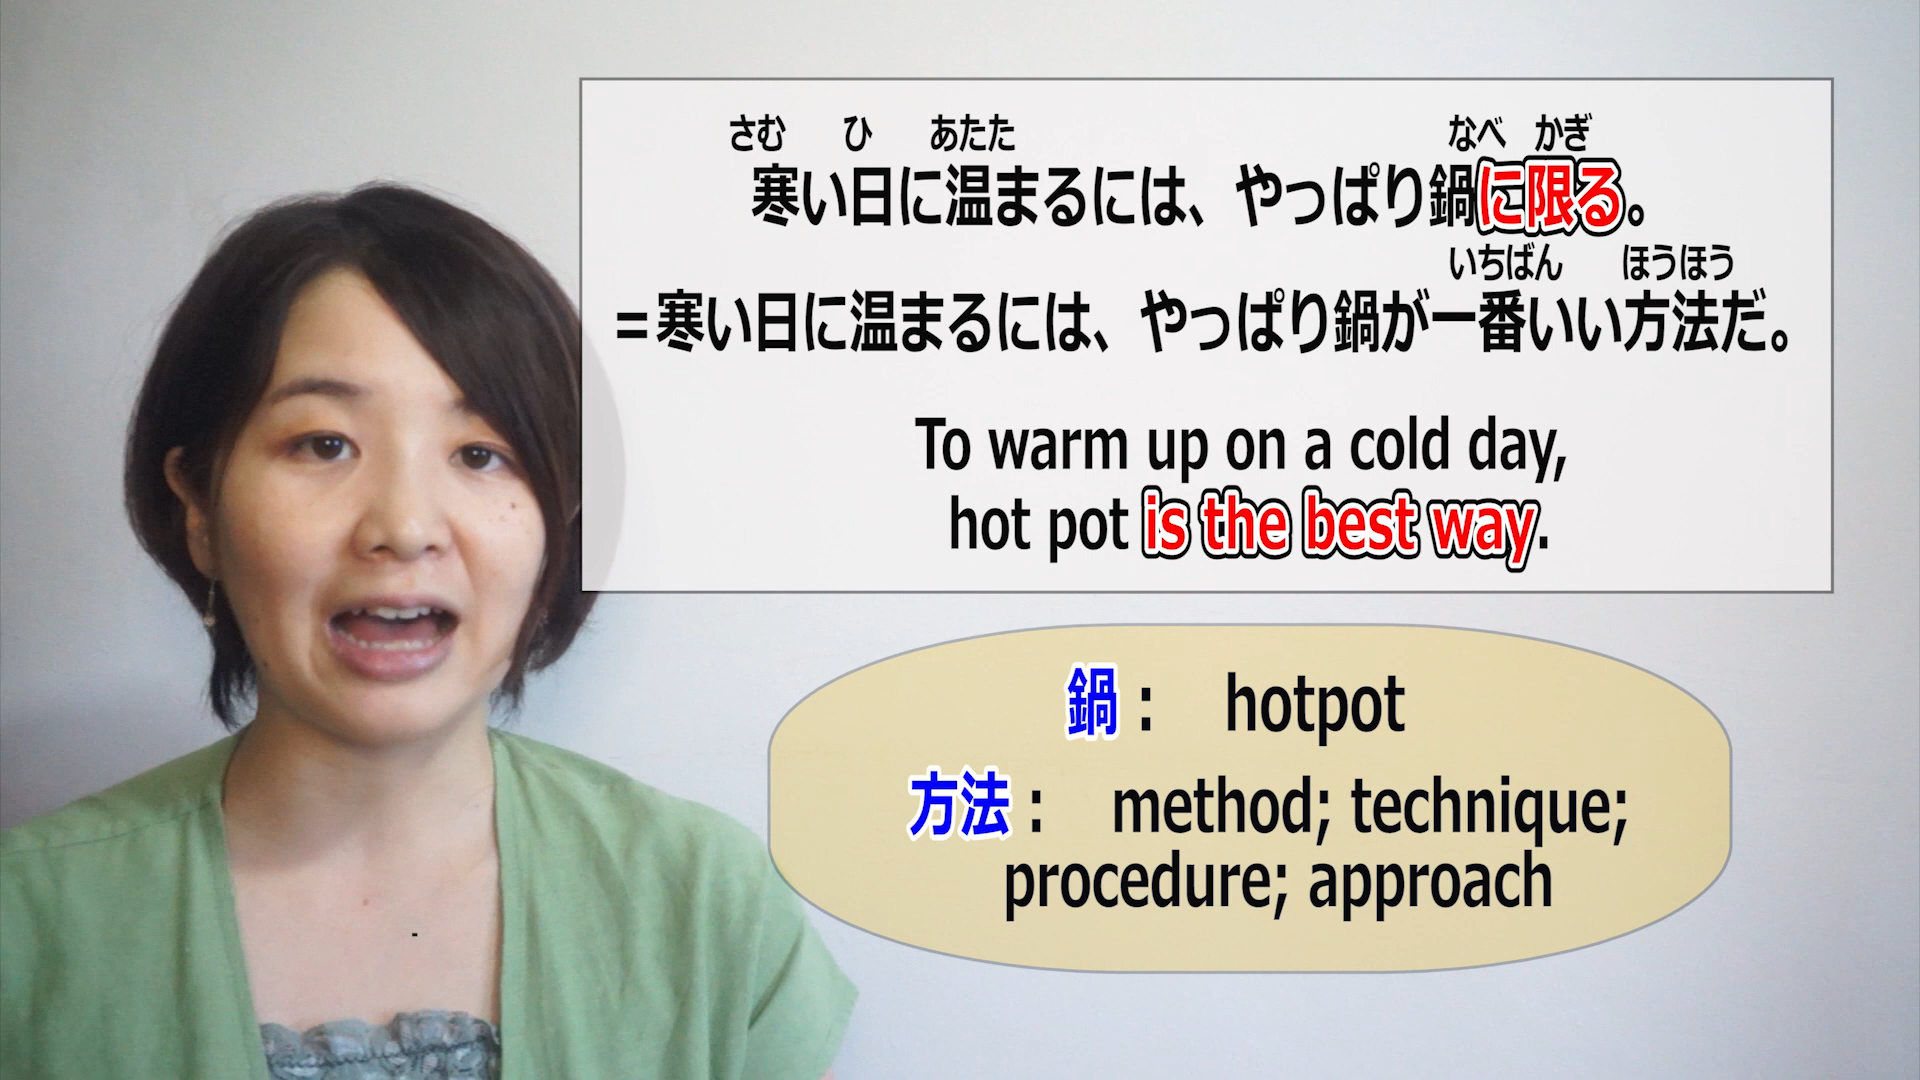 さむ ひ あたた なべ かぎ
寒い日に温まるには、やっぱり鍋に限る。
いちばん ほうほう
＝寒い日に温まるには、やっぱり鍋が一番いい方法だ。
To warm up on a cold day,
hot pot is the best way.
鍋： hotpot
方法： method; technique;
procedure; approach